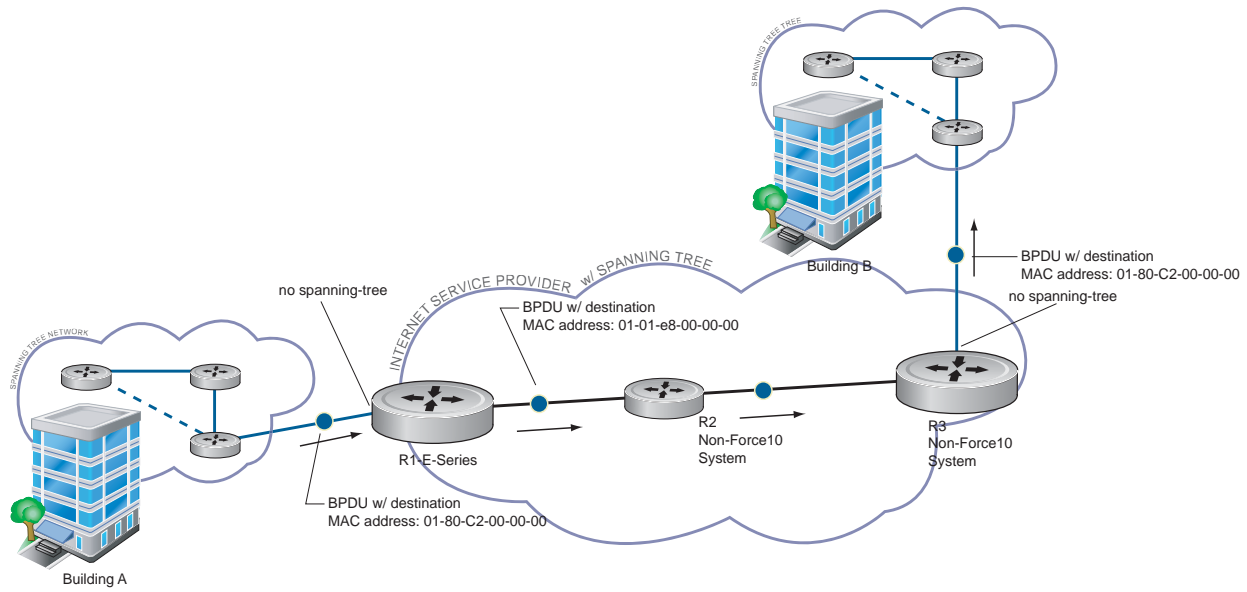 SPANNING TREE TREE
Building B
BPDU w/ destination
MAC address: 01-80-C2-00-00-00
no spanning-tree
INTERNET SERVICE PROVIDER w/ SPANNING TREE
no spanning-tree
BPDU w/ destination
MAC address: 01-01-e8-00-00-00
SPANNING TREE NETWORK
R1-E-Series
R2
Non-Force10
System
R3
Non-Force10
System
BPDU w/ destination
MAC address: 01-80-C2-00-00-00
Building A